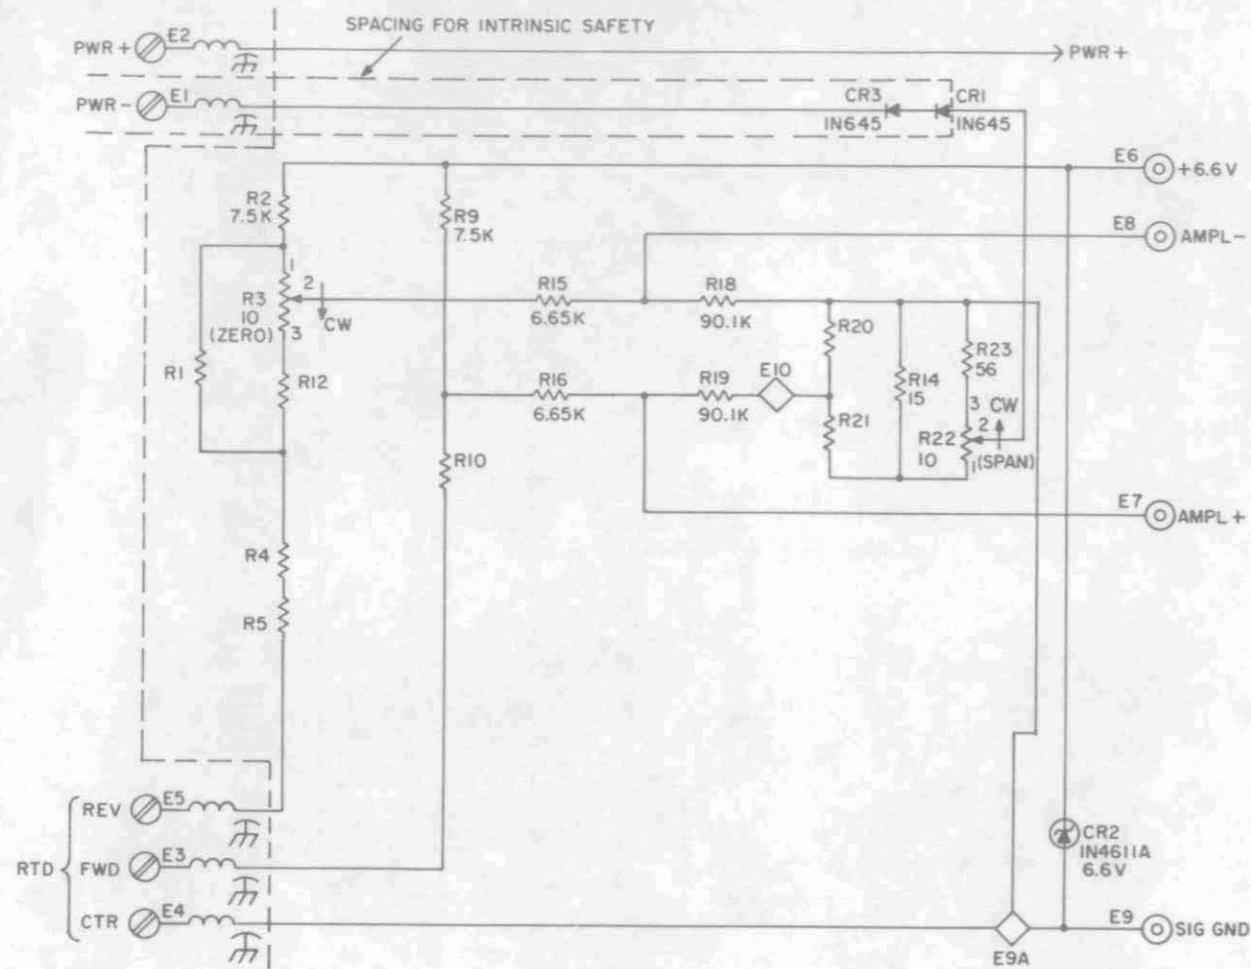 SPACING FOR INTRINSIC SAFETY
PWR+ E2
PWR+
PWR- E1
CR3
IN645
CR1
IN645
E6 +6.6V
R2
7.5K
R9
7.5K
E8 AMPL-
1
2
R3
10
(ZERO)
3
CW
R15
6.65K
R18
90.1K
R20
R23
56
R1
R12
R16
6.65K
R19
90.1K
E10
R14
15
3 CW
2
R21
R22
10
1 (SPAN)
R10
E7 AMPL+
R4
R5
RTD
REV E5
FWD E3
CTR E4
CR2
IN4611A
6.6V
E9 SIG GND
E9A